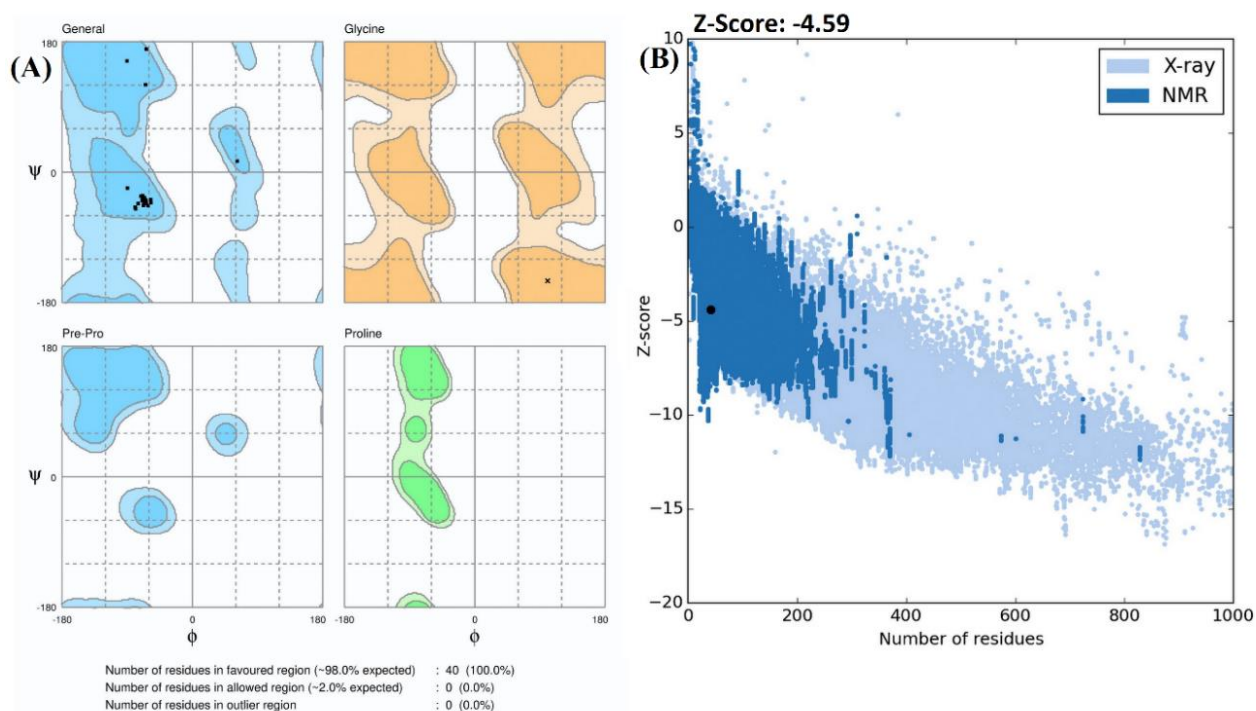 (A)
General
Glycine
180
Ψ
0
-180
Pre-Pro
Proline
180
Ψ
0
-180
-180 0 180
-180 0 180
ϕ
ϕ
Number of residues in favoured region (~98.0% expected) : 40 (100.0%)
Number of residues in allowed region (~2.0% expected) : 0 (0.0%)
Number of residues in outlier region : 0 (0.0%)
Z-Score: -4.59
(B)
X-ray
NMR
10
5
0
−5
−10
−15
−20
Z-score
0 200 400 600 800 1000
Number of residues